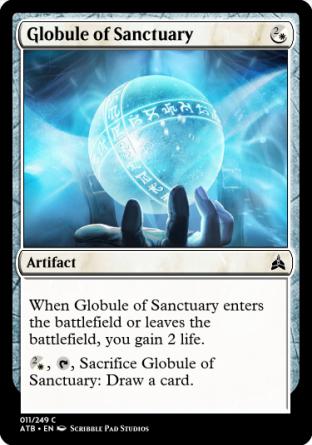 Globule of Sanctuary
Artifact
When Globule of Sanctuary enters
the battlefield or leaves the
battlefield, you gain 2 life.
, , Sacrifice Globule of
Sanctuary: Draw a card.
011/249 C
ATB • EN Scribble Pad Studios